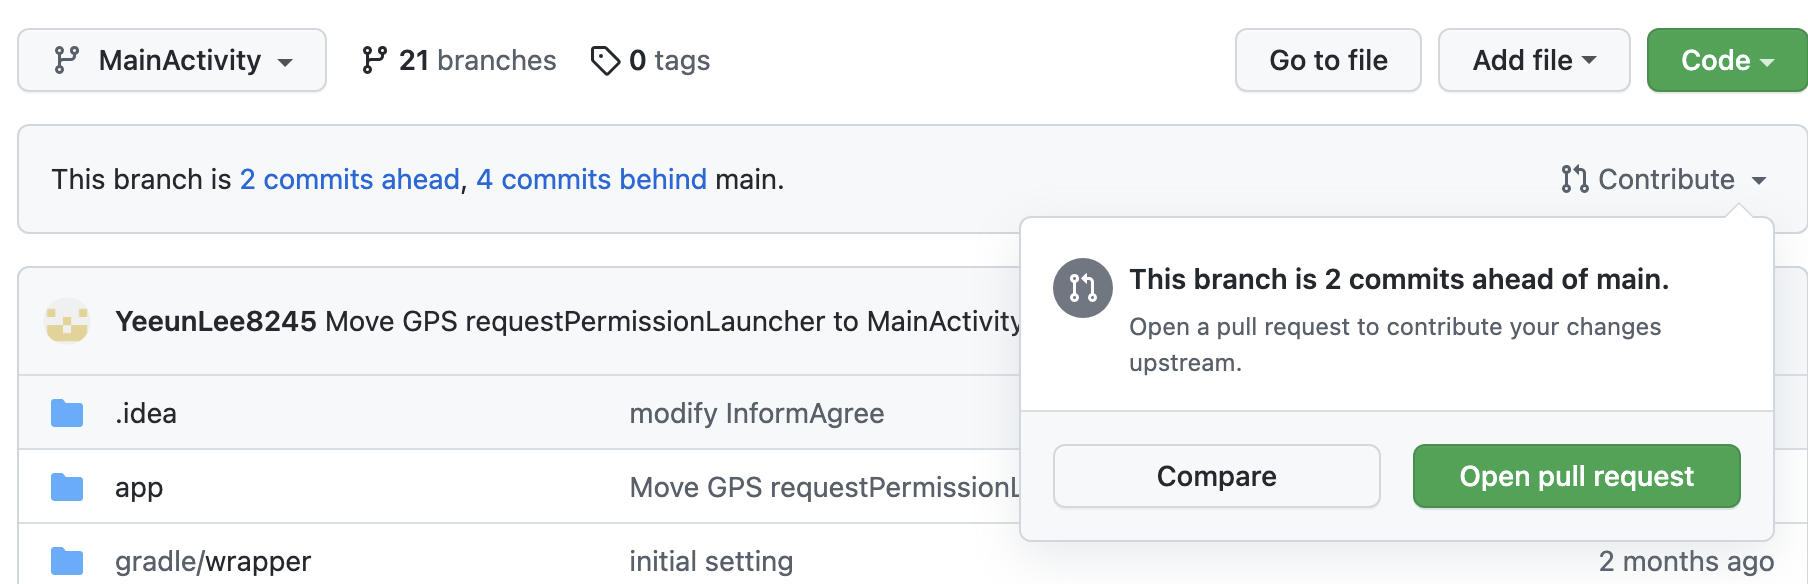 MainActivity 21 branches 0 tags Go to file Add file Code
This branch is 2 commits ahead, 4 commits behind main. Contribute
This branch is 2 commits ahead of main.
Open a pull request to contribute your changes
upstream.
Compare Open pull request
YeeunLee8245 Move GPS requestPermissionLauncher to MainActivity
.idea modify InformAgree
app Move GPS requestPermissionL
gradle/wrapper initial setting 2 months ago